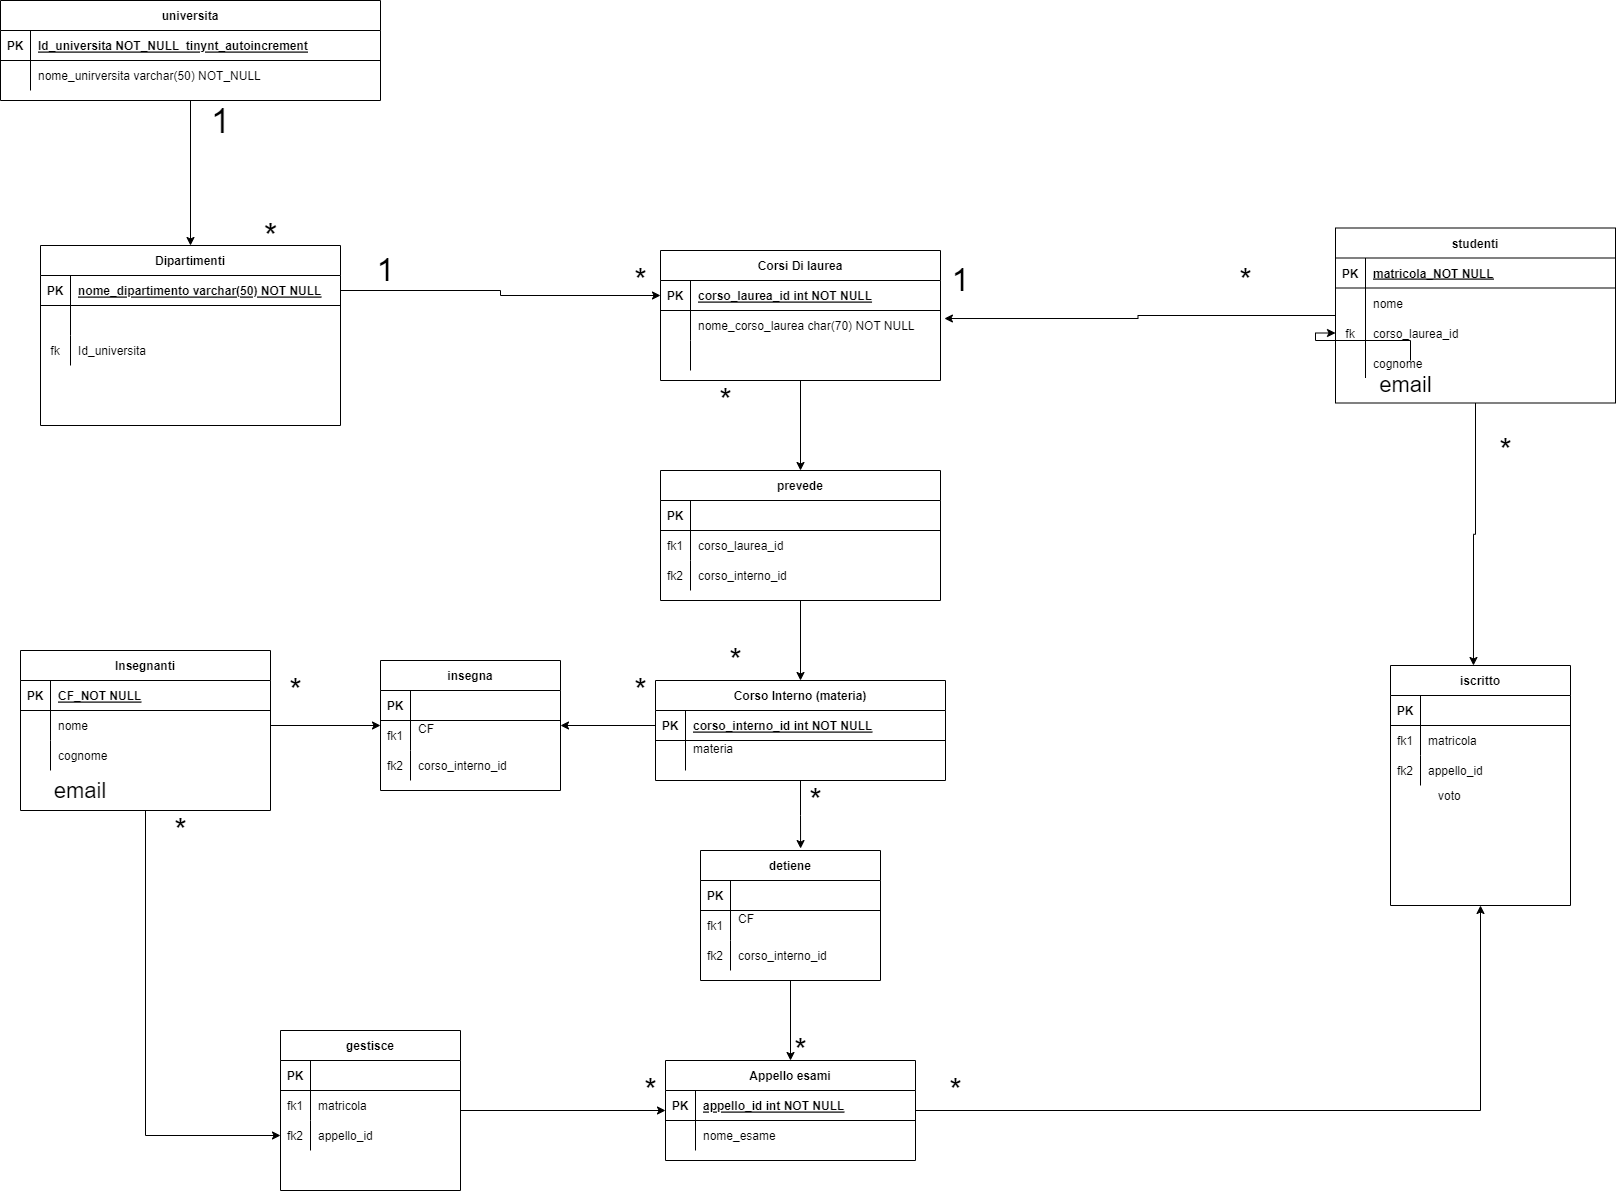 universita
PK Id_universita NOT_NULL tinynt_autoincrement
nome_unirversita varchar(50) NOT_NULL
1
*
Dipartimenti
PK nome_dipartimento varchar(50) NOT NULL
fk Id_universita
1
*
Corsi Di laurea
PK corso_laurea_id int NOT NULL
nome_corso_laurea char(70) NOT NULL
1
*
*
studenti
PK matricola_NOT NULL
nome
fk corso_laurea_id
cognome
email
*
prevede
PK
fk1 corso_laurea_id
fk2 corso_interno_id
*
Insegnanti
PK CF_NOT NULL
nome
cognome
email
*
*
insegna
PK
fk1 CF
fk2 corso_interno_id
*
Corso Interno (materia)
PK corso_interno_id int NOT NULL
materia
*
iscritto
PK
fk1 matricola
fk2 appello_id
voto
detiene
PK
fk1 CF
fk2 corso_interno_id
*
gestisce
PK
fk1 matricola
fk2 appello_id
*
Appello esami
PK appello_id int NOT NULL
nome_esame
*